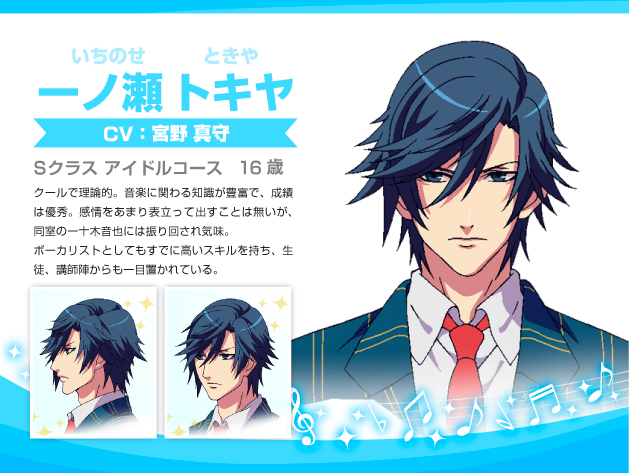 いちのせ ときや
一ノ瀬 トキヤ
CV:宮野 真守
Sクラス アイドルコース 16歳
クールで理論的。音楽に関わる知識が豊富で、成績
は優秀。感情をあまり表立って出すことは無いが、
同室の一十木音也には振り回され気味。
ボーカリストとしてもすでに高いスキルを持ち、生
徒、講師陣からも一目置かれている。